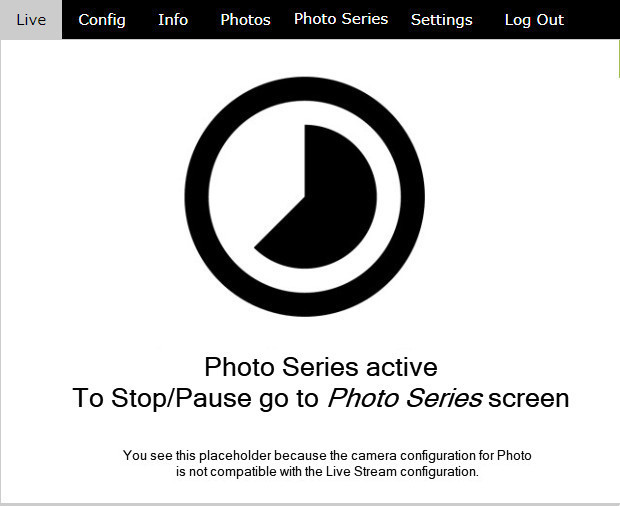 Live Config Info Photos Photo Series Settings Log Out
Photo Series active
To Stop/Pause go to Photo Series screen
You see this placeholder because the camera configuration for Photo
is not compatible with the Live Stream configuration.